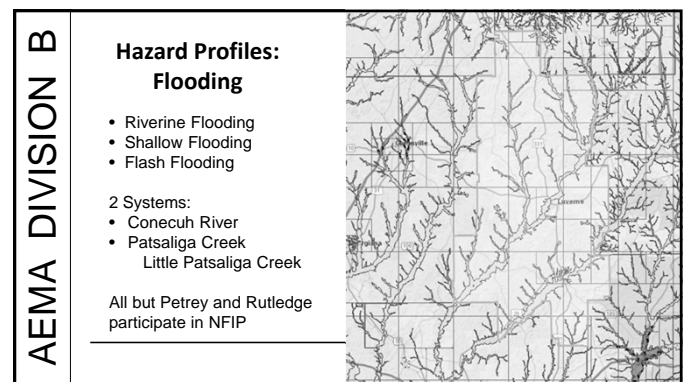 AEMA DIVISION B
Hazard Profiles:
Flooding
• Riverine Flooding
• Shallow Flooding
• Flash Flooding
2 Systems:
• Conecuh River
• Patsaliga Creek
Little Patsaliga Creek
All but Petrey and Rutledge
participate in NFIP
Luverne